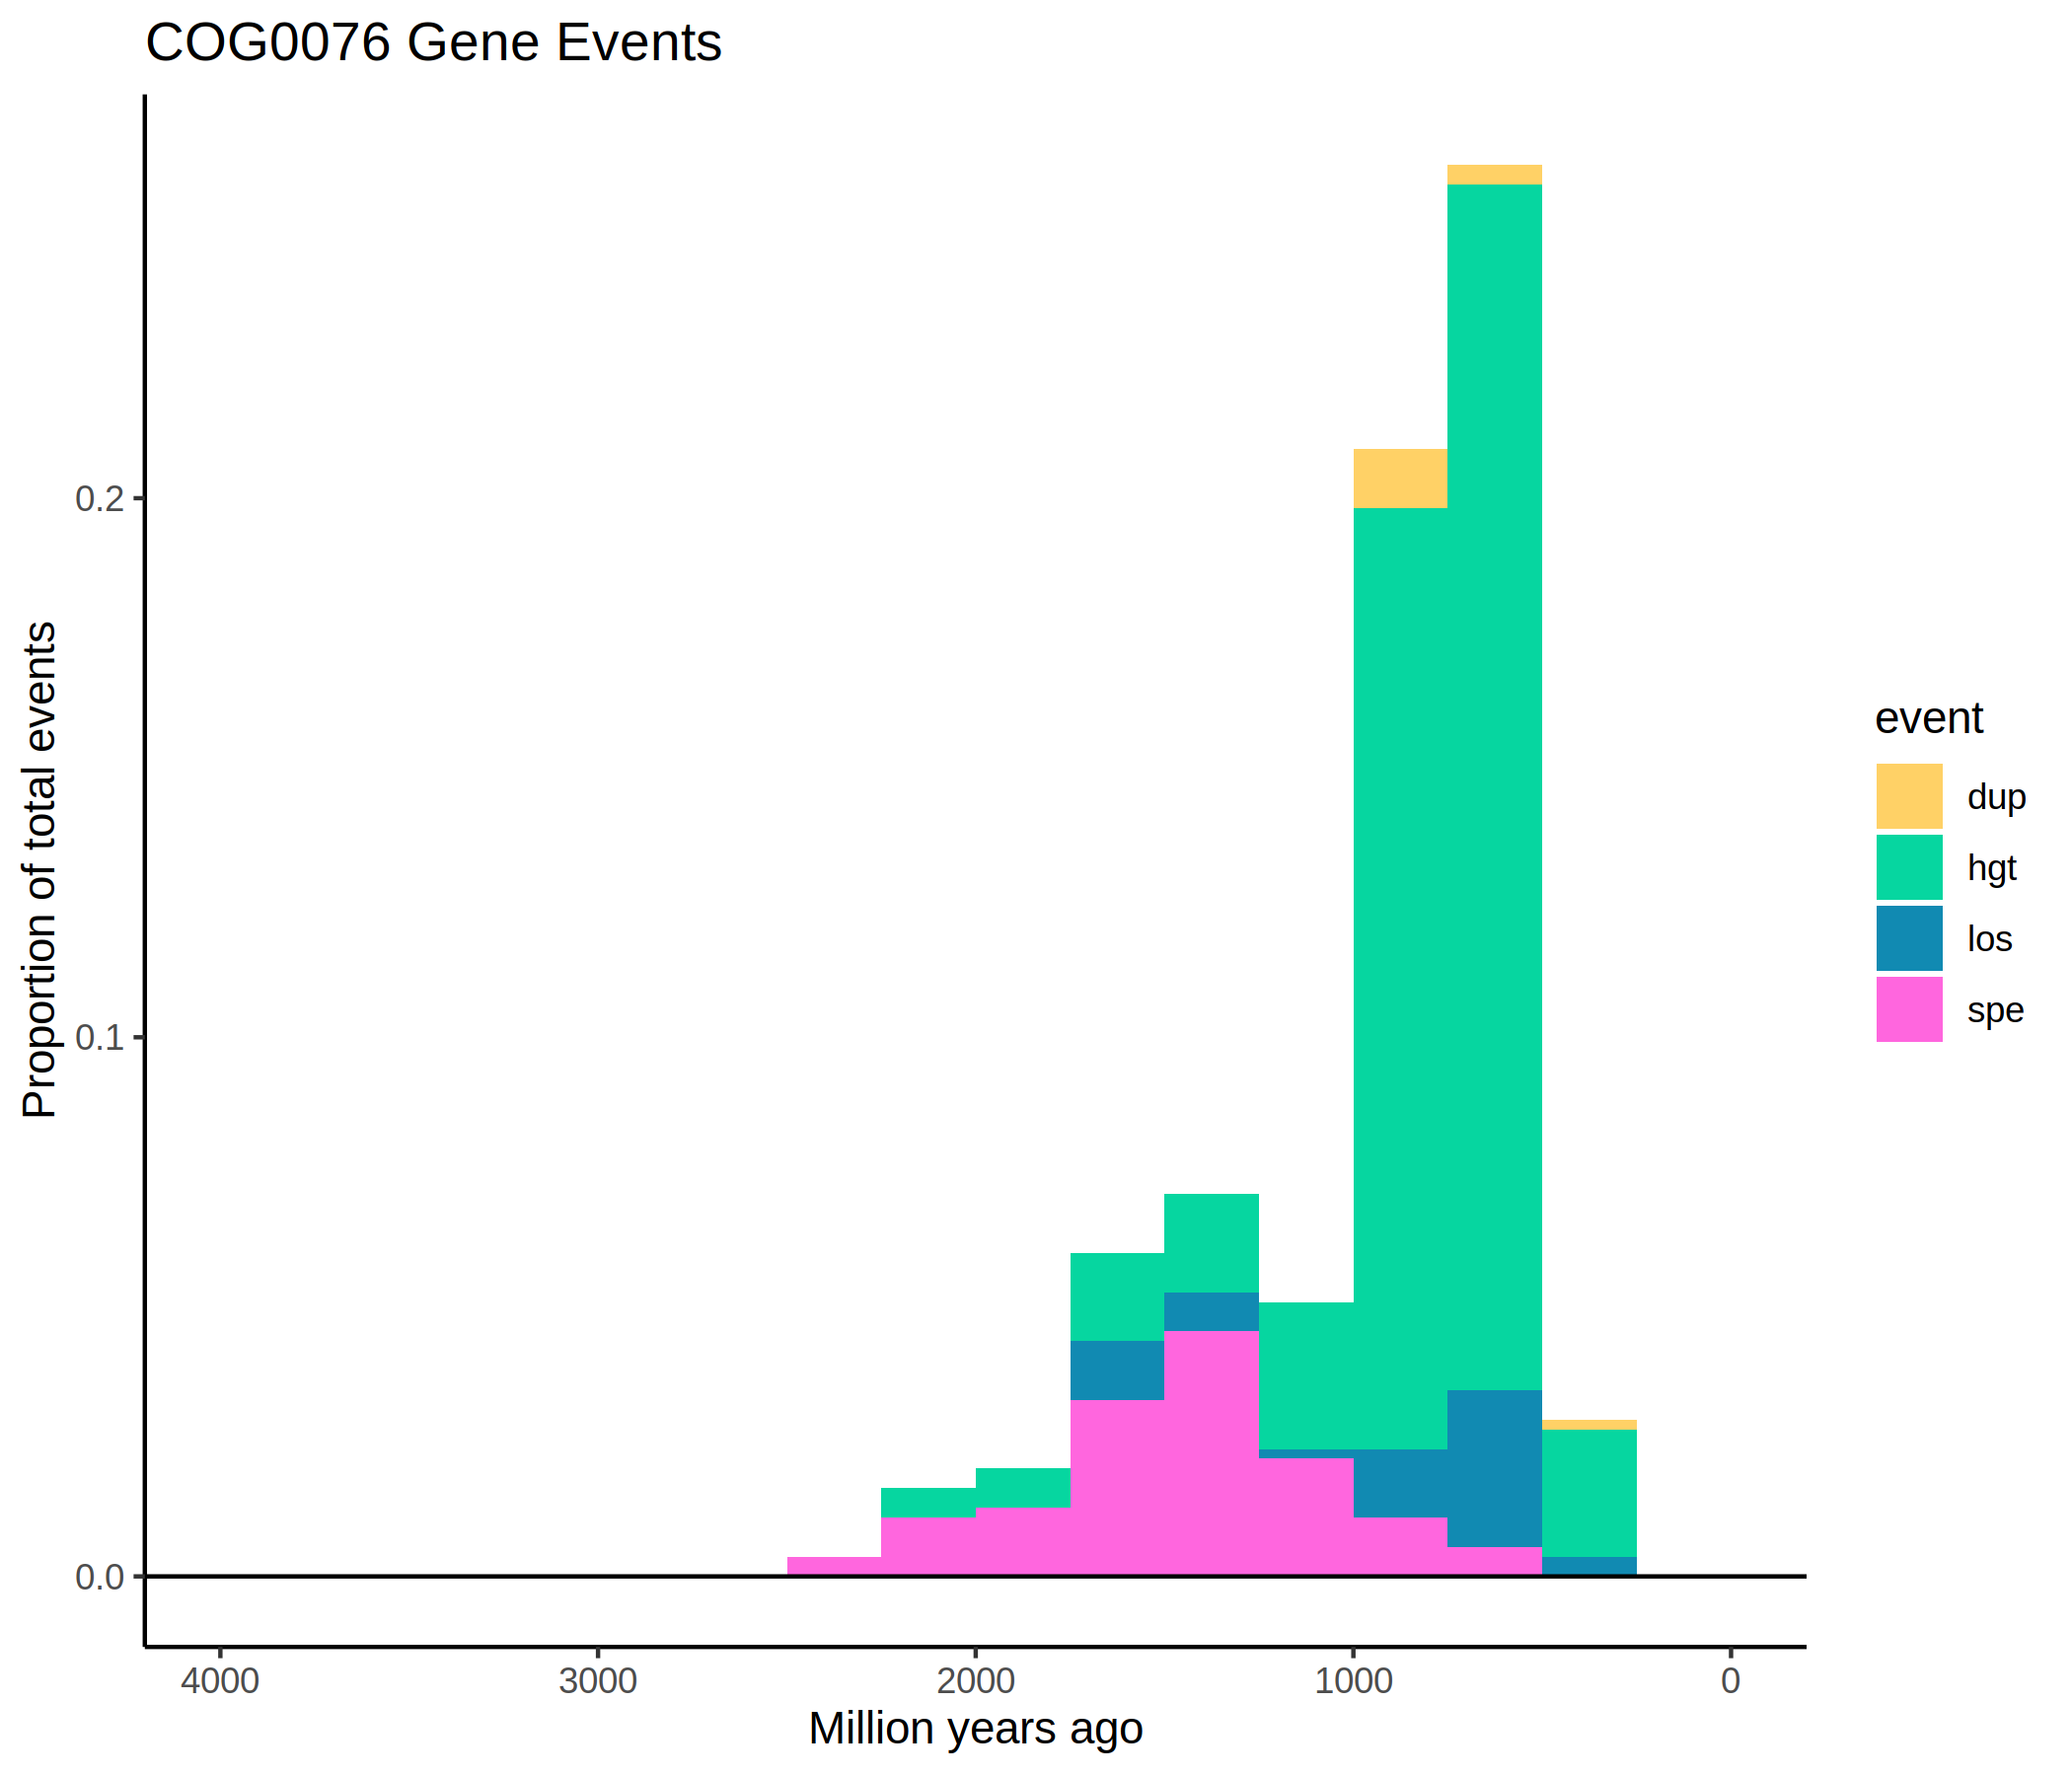 COG0076 Gene Events
Proportion of total events
0.2
0.1
0.0
4000 3000 2000 1000 0
Million years ago
event
dup
hgt
los
spe